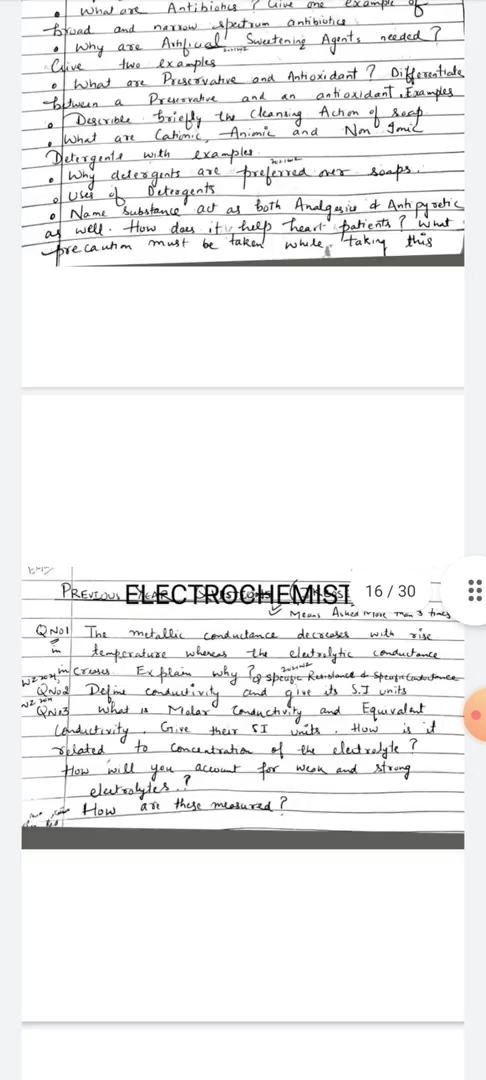 • What are Antibiotics ? Give one example of
broad and narrow spectrum antibiotics
• Why are Artificial Sweetening Agents needed ?
Give two examples
• What are Preservative and Antioxidant ? Differentiate
between a Preservative and an antioxidant. Examples
• Describe briefly the Cleansing Action of soap
• What are Cationic, Anionic and Non Ionic
Detergents with examples.
• Why detergents are preferred over soaps.
• Uses of Detergents
• Name Substance act as both Analgesic & Antipyretic
as well. How does it help heart patients ? What
precaution must be taken while taking this
PREVIOUS YEAR
ELECTROCHEMIST
16 / 30
Means Asked More than 3 times
QNo1 The metallic conductance decreases with rise
in temperature whereas the electrolytic conductance
increases. Explain why ?
of specific Resistance & Specific Conductance
QNo2 Define conductivity and give its S.I units
QNo3 What is Molar Conductivity and Equivalent
Conductivity. Give their SI units. How is it
related to concentration of the electrolyte ?
How will you account for weak and strong
electrolytes.?
How are these measured ?